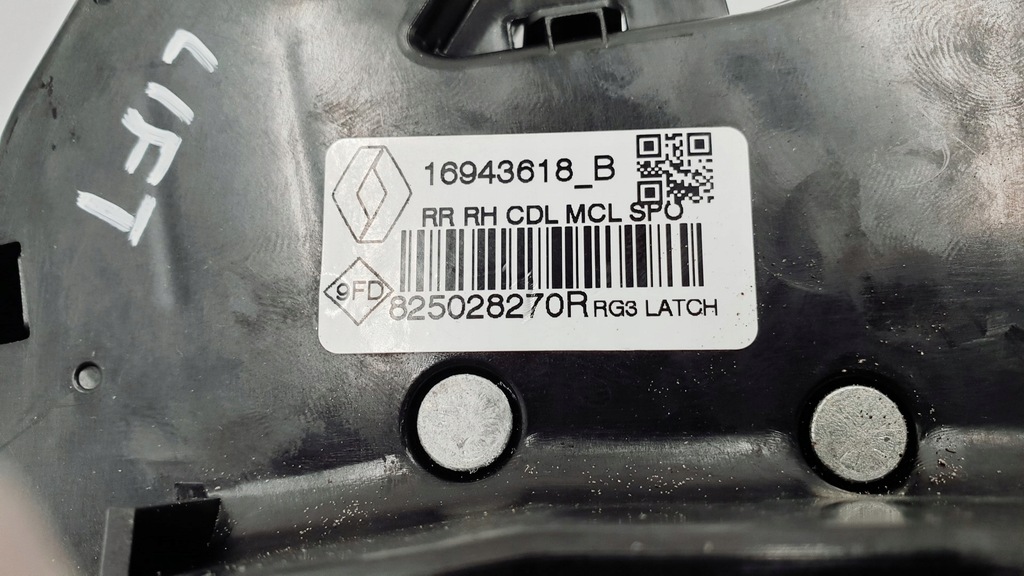 LIFT
16943618_B
RR RH CDL MCL SPO
9FD
825028270R RG3 LATCH